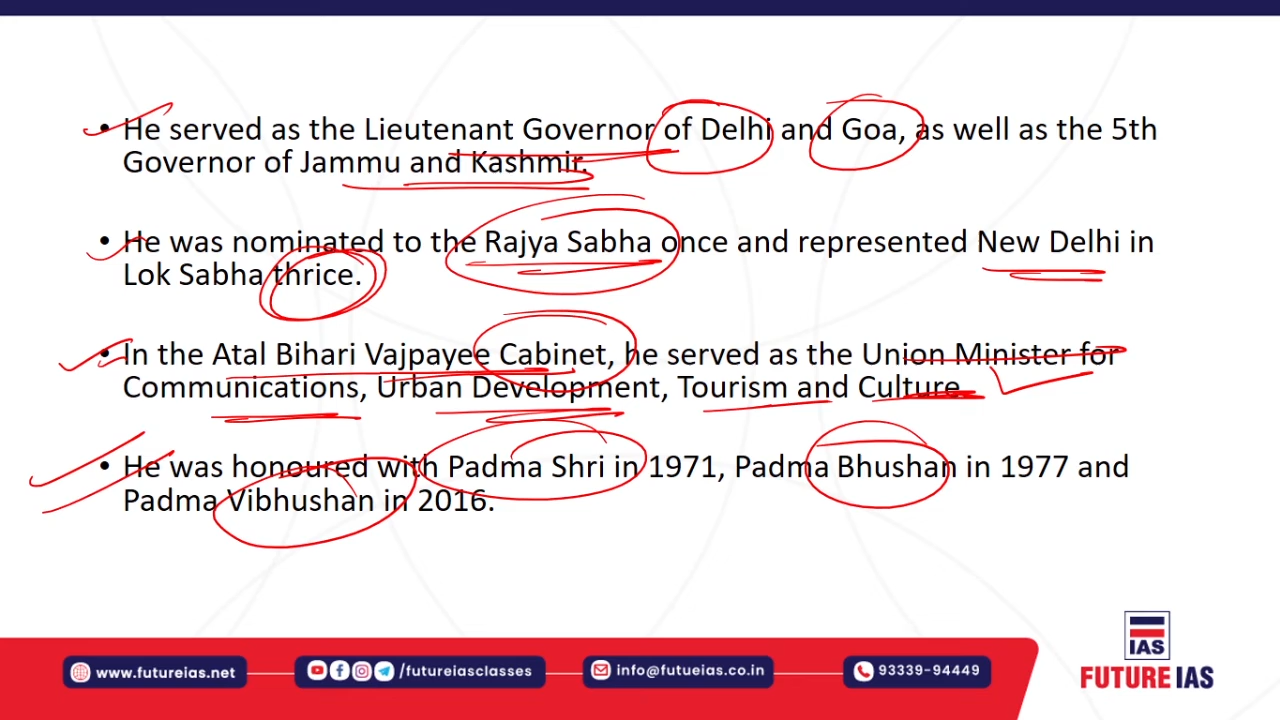 • He served as the Lieutenant Governor of Delhi and Goa, as well as the 5th
Governor of Jammu and Kashmir.
• He was nominated to the Rajya Sabha once and represented New Delhi in
Lok Sabha thrice.
• In the Atal Bihari Vajpayee Cabinet, he served as the Union Minister for
Communications, Urban Development, Tourism and Culture.
• He was honoured with Padma Shri in 1971, Padma Bhushan in 1977 and
Padma Vibhushan in 2016.
IAS
FUTURE IAS
www.futureias.net
/futureiasclasses
info@futueias.co.in
93339-94449